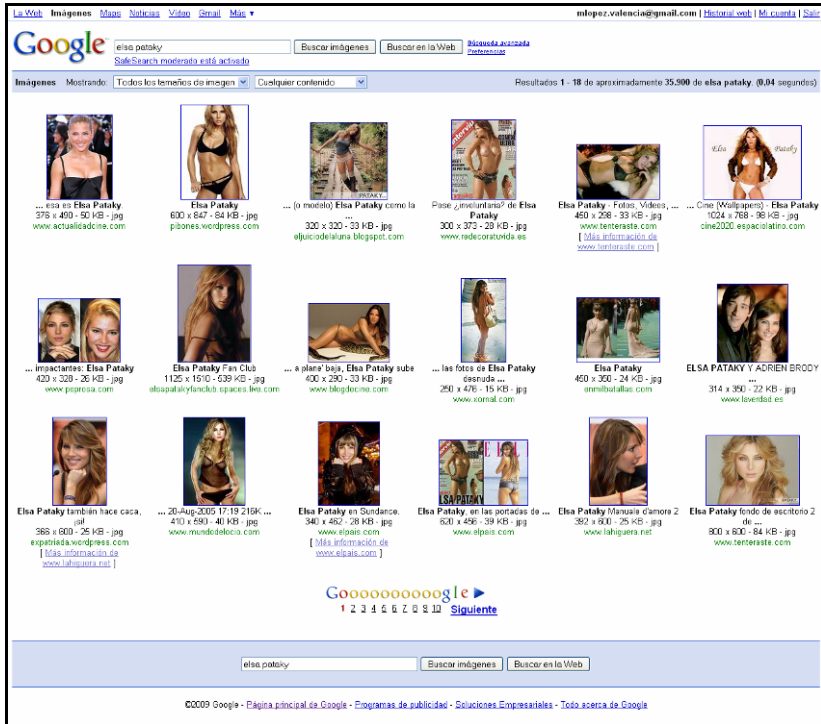 La Web Imágenes Maps Noticias Vídeo Gmail Más ▼ mlopez.valencia@gmail.com | Historial web | Mi cuenta | Salir
Google elsa pataky Buscar imágenes Buscar en la Web Búsqueda avanzada
Preferencias
SafeSearch moderado está activado
Imágenes Mostrando: Todos los tamaños de imagen Cualquier contenido Resultados 1 - 18 de aproximadamente 35.900 de elsa pataky. (0,04 segundos)
... esa es Elsa Pataky.
376 x 490 - 50 KB - jpg
www.actualidadcine.com
Elsa Pataky
600 x 847 - 84 KB - jpg
pibones.wordpress.com
PATAKY
... (o modelo) Elsa Pataky como la
...
320 x 320 - 33 KB - jpg
eljuiciodelaluna.blogspot.com
interviú
Pose ¿involuntaria? de Elsa
Pataky
300 x 373 - 28 KB - jpg
www.redecoratuvida.es
Elsa Pataky - Fotos, Videos, ...
450 x 298 - 33 KB - jpg
www.tenteraste.com
[ Más información de
www.tenteraste.com ]
Elsa Pataky
... Cine (Wallpapers) - Elsa Pataky
1024 x 768 - 98 KB - jpg
cine2020.espaciolatino.com
... impactantes: Elsa Pataky
420 x 328 - 26 KB - jpg
www.poprosa.com
Elsa Pataky Fan Club
1125 x 1510 - 539 KB - jpg
elsapatakyfanclub.spaces.live.com
... a plane' baja, Elsa Pataky sube
400 x 290 - 33 KB - jpg
www.blogdecine.com
... las fotos de Elsa Pataky
desnuda ...
250 x 476 - 15 KB - jpg
www.xornal.com
Elsa Pataky
450 x 350 - 24 KB - jpg
enmilbatallas.com
ELSA PATAKY Y ADRIEN BRODY
...
314 x 350 - 22 KB - jpg
www.laverdad.es
Elsa Pataky también hace caca,
¡sí!
366 x 600 - 25 KB - jpg
expatriada.wordpress.com
[ Más información de
www.lahiguera.net ]
... 20-Aug-2005 17:19 216K ...
410 x 590 - 40 KB - jpg
www.mundodelocio.com
Elsa Pataky en Sundance.
340 x 462 - 28 KB - jpg
www.elpais.com
[ Más información de
www.elpais.com ]
ELSA PATAKY
Elsa Pataky, en las portadas de ...
620 x 456 - 39 KB - jpg
www.elpais.com
Elsa Pataky Manuale d'amore 2
392 x 600 - 25 KB - jpg
www.lahiguera.net
Elsa Pataky fondo de escritorio 2
de ...
800 x 600 - 84 KB - jpg
www.tenteraste.com
Goooooooooogle ▶
1 2 3 4 5 6 7 8 9 10 Siguiente
elsa pataky Buscar imágenes Buscar en la Web
©2009 Google - Página principal de Google - Programas de publicidad - Soluciones Empresariales - Todo acerca de Google